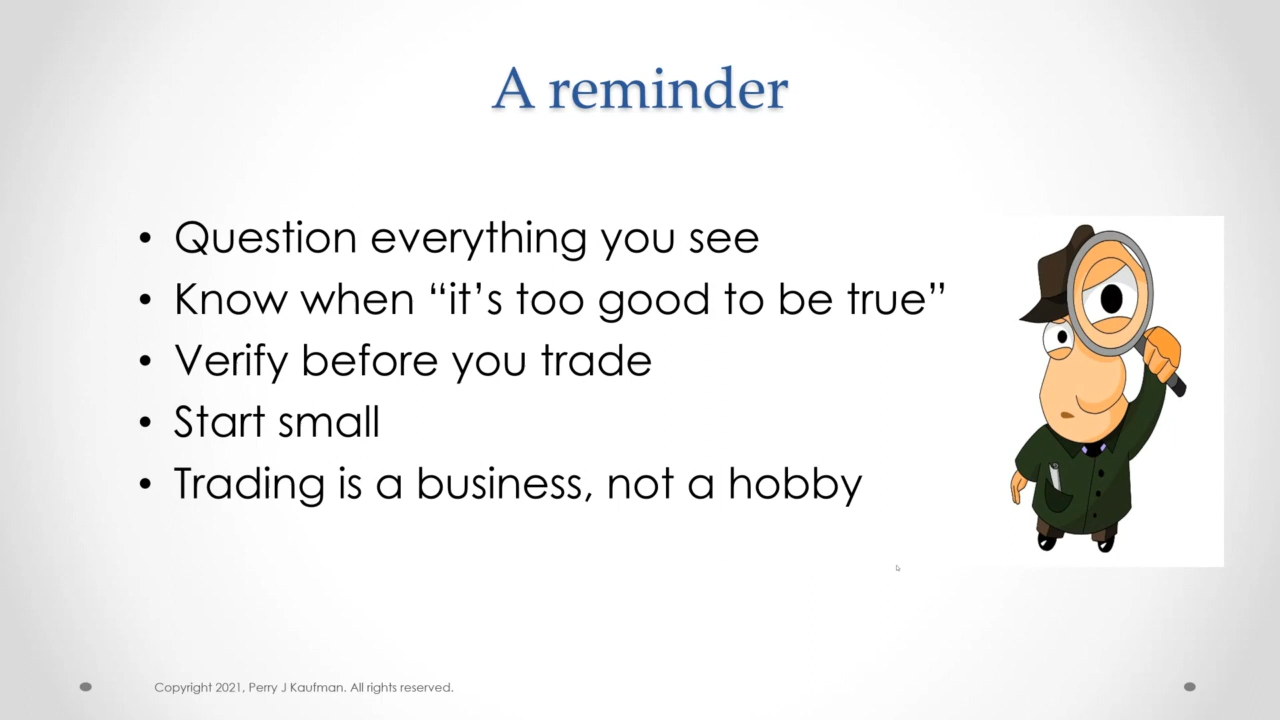 A reminder
• Question everything you see
• Know when “it’s too good to be true”
• Verify before you trade
• Start small
• Trading is a business, not a hobby
Copyright 2021, Perry J Kaufman. All rights reserved.